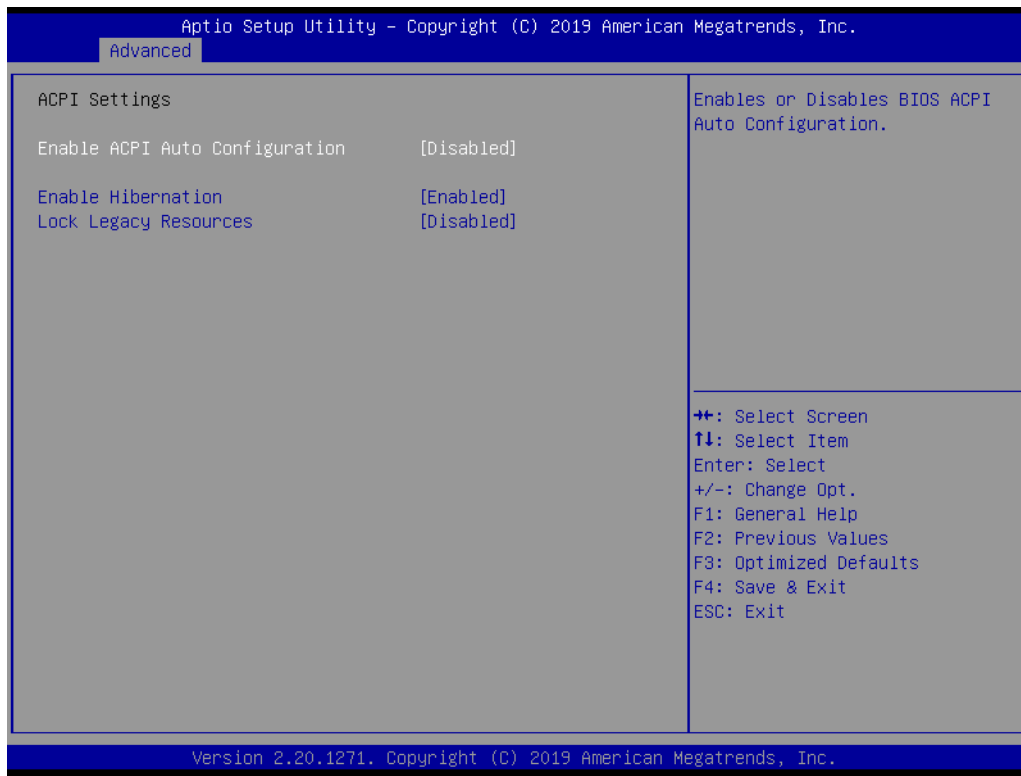 Aptio Setup Utility – Copyright (C) 2019 American Megatrends, Inc.
Advanced
ACPI Settings
Enable ACPI Auto Configuration [Disabled]
Enable Hibernation [Enabled]
Lock Legacy Resources [Disabled]
Enables or Disables BIOS ACPI
Auto Configuration.
→←: Select Screen
↑↓: Select Item
Enter: Select
+/-: Change Opt.
F1: General Help
F2: Previous Values
F3: Optimized Defaults
F4: Save & Exit
ESC: Exit
Version 2.20.1271. Copyright (C) 2019 American Megatrends, Inc.